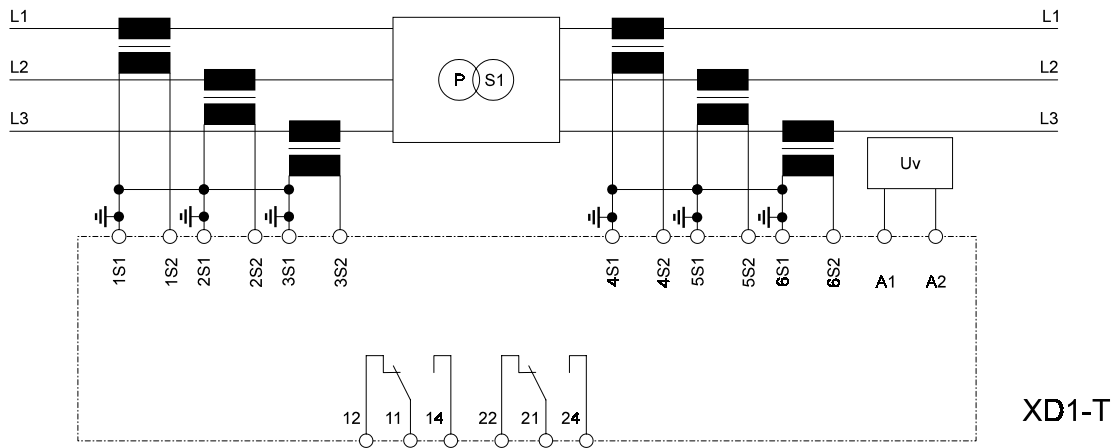 L1 L1
P S1
L2 L2
L3 L3
Uv
1S1 1S2 2S1 2S2 3S1 3S2 4S1 4S2 5S1 5S2 6S1 6S2 A1 A2
12 11 14 22 21 24
XD1-T